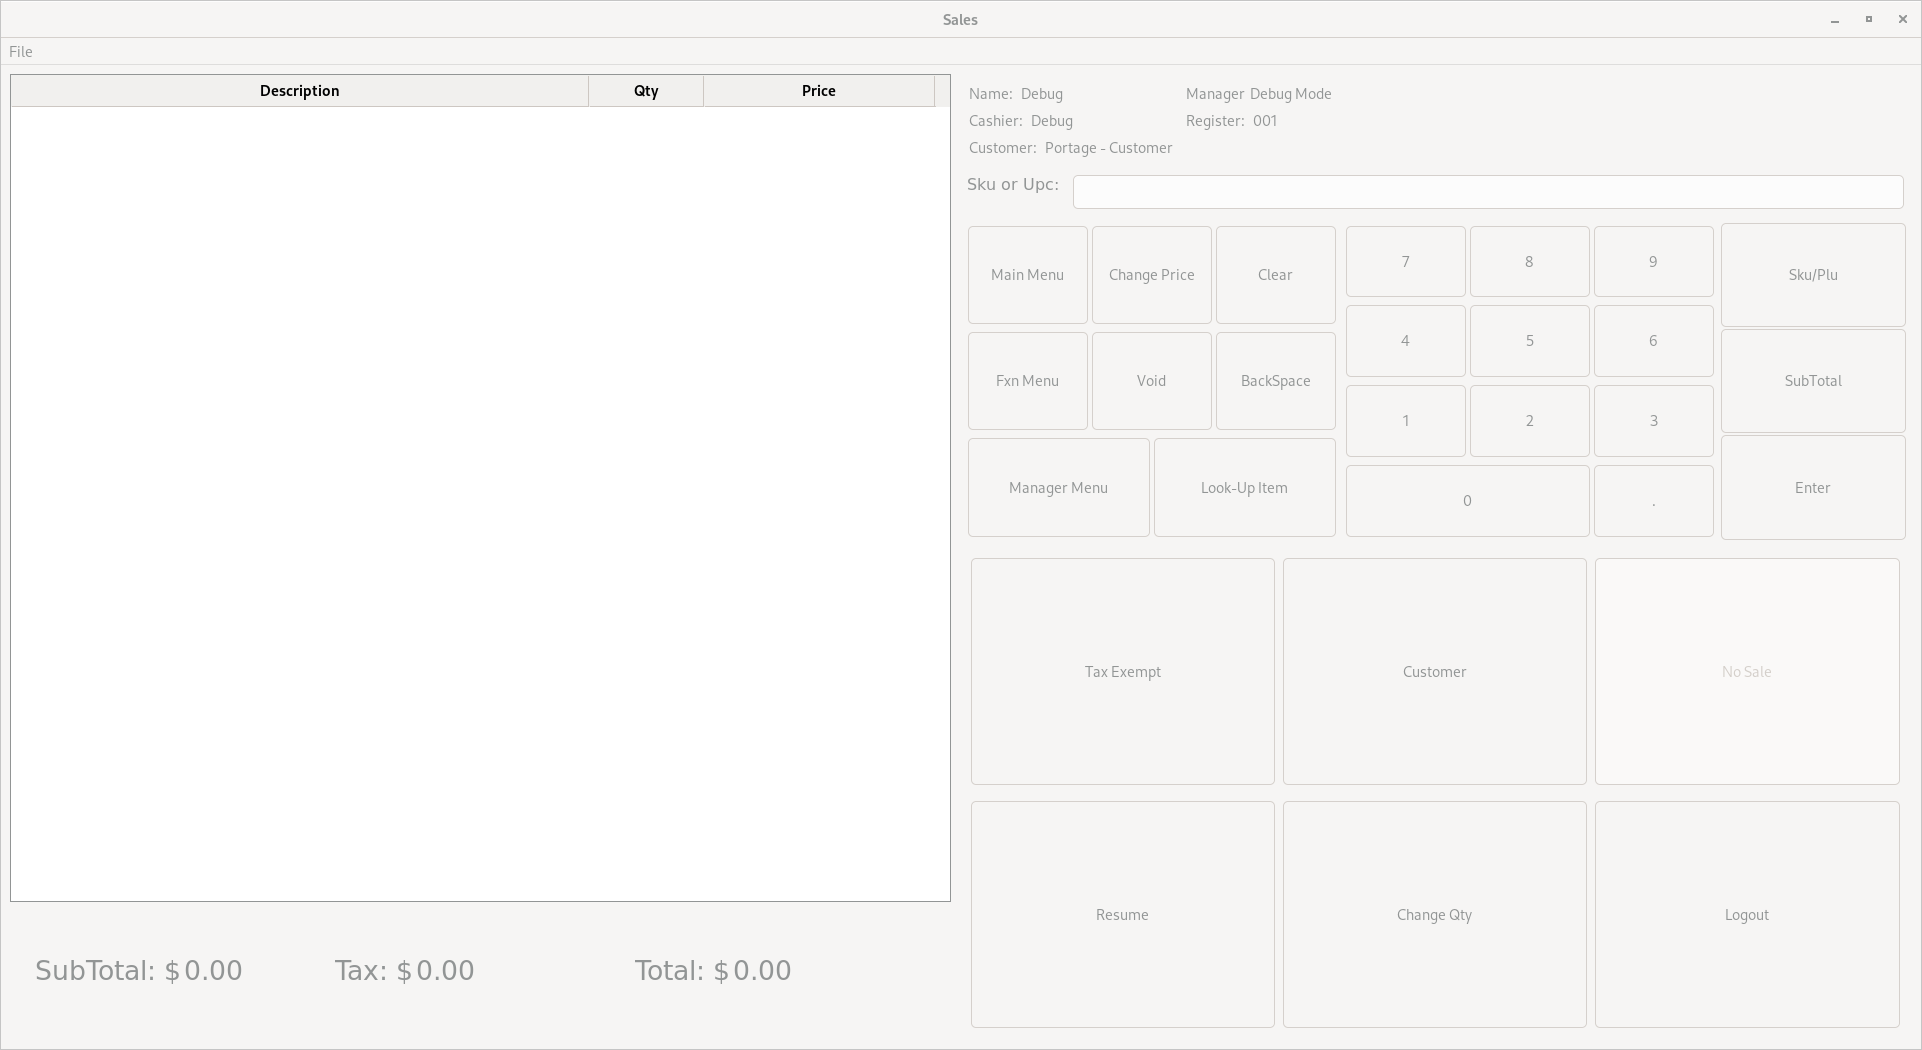 Sales
File
Description Qty Price
Name: Debug Manager Debug Mode
Cashier: Debug Register: 001
Customer: Portage - Customer
Sku or Upc:
Main Menu Change Price Clear
Fxn Menu Void BackSpace
Manager Menu Look-Up Item
7 8 9
4 5 6
1 2 3
0 .
Sku/Plu
SubTotal
Enter
Tax Exempt Customer No Sale
Resume Change Qty Logout
SubTotal: $ 0.00 Tax: $ 0.00 Total: $ 0.00